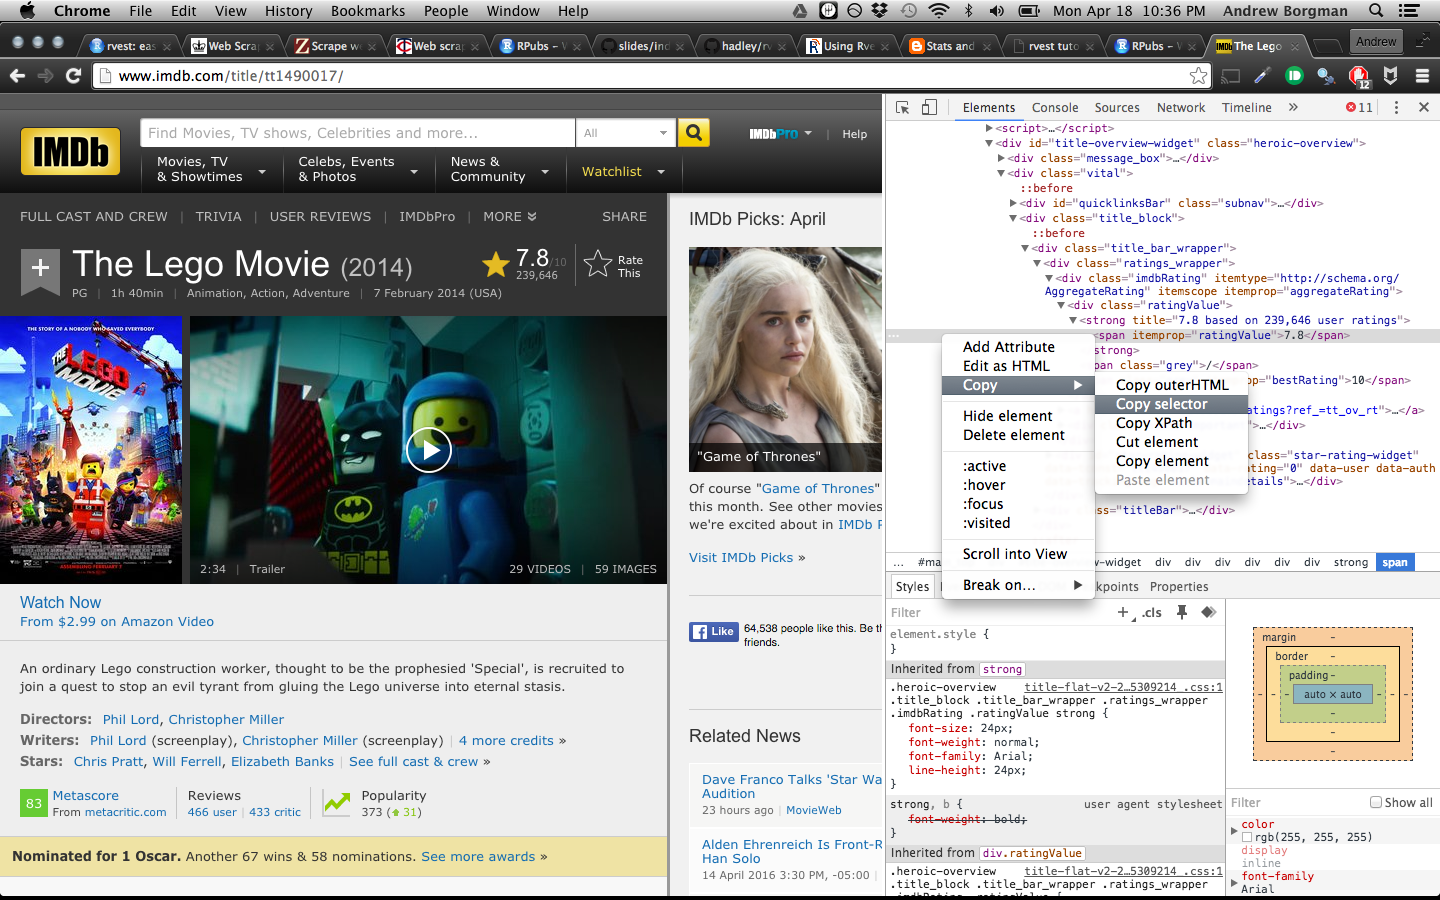 Chrome File Edit View History Bookmarks People Window Help
Mon Apr 18 10:36 PM Andrew Borgman
rvest: eas
Web Scrap
Scrape w
Web scrap
RPubs –
slides/ind
hadley/rv
Using Rve
Stats and
rvest tuto
RPubs –
The Lego
Andrew
www.imdb.com/title/tt1490017/
12
IMDb
Find Movies, TV shows, Celebrities and more...
All
IMDbPro
| Help
Movies, TV
& Showtimes
Celebs, Events
& Photos
News &
Community
Watchlist
FULL CAST AND CREW | TRIVIA | USER REVIEWS | IMDbPro | MORE SHARE
The Lego Movie (2014)
7.8/10
239,646
Rate
This
PG | 1h 40min | Animation, Action, Adventure | 7 February 2014 (USA)
THE STORY OF A NOBODY WHO SAVED EVERYBODY
THE LEGO MOVIE
2:34 | Trailer
29 VIDEOS | 59 IMAGES
Watch Now
From $2.99 on Amazon Video
An ordinary Lego construction worker, thought to be the prophesied 'Special', is recruited to
join a quest to stop an evil tyrant from gluing the Lego universe into eternal stasis.
Directors: Phil Lord, Christopher Miller
Writers: Phil Lord (screenplay), Christopher Miller (screenplay) | 4 more credits »
Stars: Chris Pratt, Will Ferrell, Elizabeth Banks | See full cast & crew »
83
Metascore
From metacritic.com
Reviews
466 user | 433 critic
Popularity
373 (31)
Nominated for 1 Oscar. Another 67 wins & 58 nominations. See more awards »
IMDb Picks: April
"Game of Thrones"
Of course "Game of Thrones"
this month. See other movies
we're excited about in IMDb P
Visit IMDb Picks »
Like
64,538 people like this. Be th
friends.
Related News
Dave Franco Talks 'Star Wa
Audition
23 hours ago | MovieWeb
Alden Ehrenreich Is Front-R
Han Solo
14 April 2016 3:30 PM, -05:00 |
Elements Console Sources Network Timeline » 11
<script>…</script>
<div id="title-overview-widget" class="heroic-overview">
<div class="message_box">…</div>
<div class="vital">
::before
<div id="quicklinksBar" class="subnav">…</div>
<div class="title_block">
::before
<div class="title_bar_wrapper">
<div class="ratings_wrapper">
<div class="imdbRating" itemtype="http://schema.org/
AggregateRating" itemscope itemprop="aggregateRating">
<div class="ratingValue">
<strong title="7.8 based on 239,646 user ratings">
span itemprop="ratingValue">7.8</span>
strong>
pan class="grey">/</span>
op="bestRating">10</span>
atings?ref_=tt_ov_rt">…</a>
">…</div>
class="star-rating-widget"
ating="0" data-user data-auth
details">…</div>
class="titleBar">…</div>
Add Attribute
Edit as HTML
Copy
Hide element
Delete element
:active
:hover
:focus
:visited
Scroll into View
Break on…
Copy outerHTML
Copy selector
Copy XPath
Cut element
Copy element
Paste element
... #ma w-widget div div div div div div strong span
Styles kpoints Properties
Filter
.cls
element.style {
}
Inherited from strong
.heroic-overview title-flat-v2-2…5309214_.css:1
.title_block .title_bar_wrapper .ratings_wrapper
.imdbRating .ratingValue strong {
font-size: 24px;
font-weight: normal;
font-family: Arial;
line-height: 24px;
}
strong, b { user agent stylesheet
font-weight: bold;
}
Inherited from div.ratingValue
.heroic-overview title-flat-v2-2…5309214_.css:1
.title_block .title_bar_wrapper .ratings_wrapper
.imdbRating .ratingValue {
margin -
border -
padding -
- - - auto × auto - - -
-
-
-
Filter
Show all
color
rgb(255, 255, 255)
display
inline
font-family
Arial